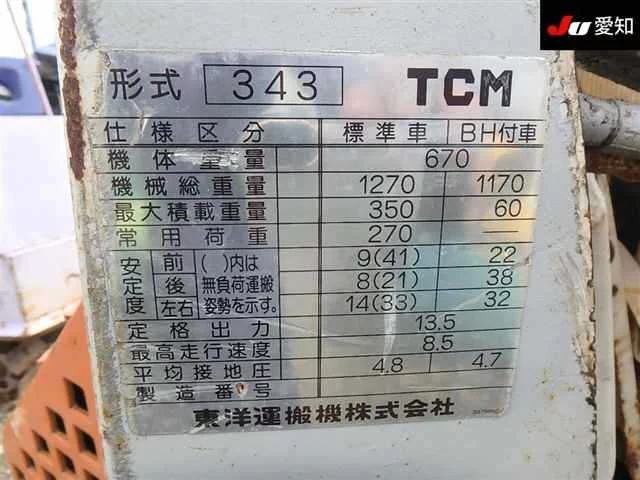 Ju 愛知
形式 343 TCM
仕様区分 標準車 BH付車
機体重量 670
機械総重量 1270 1170
最大積載重量 350 60
常用荷重 270 —
安定度 前 ( )内は 9(41) 22
後 無負荷運搬 8(21) 38
左右 姿勢を示す。 14(33) 32
定格出力 13.5
最高走行速度 8.5
平均接地圧 4.8 4.7
製造番号
東洋運搬機株式会社